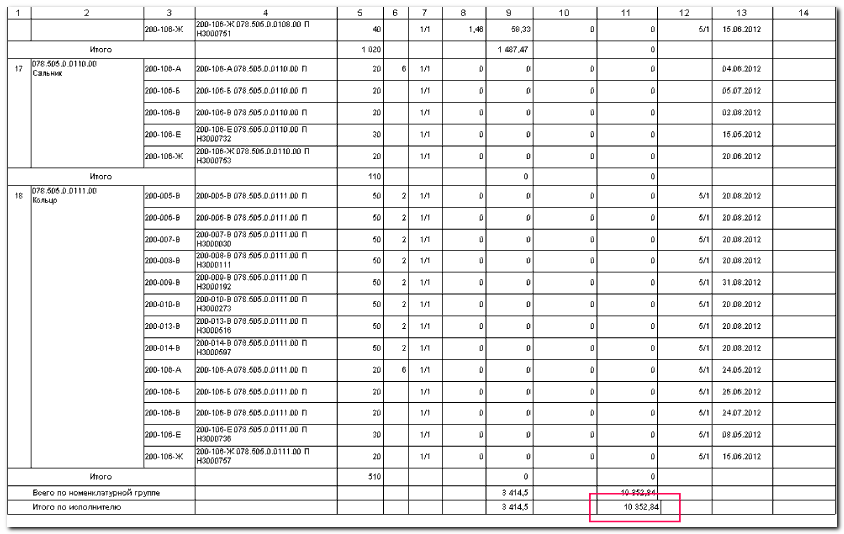 1 2 3 4 5 6 7 8 9 10 11 12 13 14
200-106-Ж 200-106-Ж 078.505.0.0108.00 П 40 1/1 1,46 58,33 0 0 5/1 15.06.2012
Н3000751
Итого 1 020 1 487,47 0
17 078.505.0.0110.00 200-106-А 200-106-А 078.505.0.0110.00 П 20 6 1/1 0 0 0 0 04.06.2012
Сальник
200-106-Б 200-106-Б 078.505.0.0110.00 П 20 1/1 0 0 0 0 05.07.2012
200-106-В 200-106-В 078.505.0.0110.00 П 20 1/1 0 0 0 0 02.08.2012
200-106-Е 200-106-Е 078.505.0.0110.00 П 30 1/1 0 0 0 0 15.05.2012
Н3000732
200-106-Ж 200-106-Ж 078.505.0.0110.00 П 20 1/1 0 0 0 0 20.06.2012
Н3000753
Итого 110 0 0
18 078.505.0.0111.00 200-005-В 200-005-В 078.505.0.0111.00 П 50 2 1/1 0 0 0 0 5/1 20.08.2012
Кольцо
200-006-В 200-006-В 078.505.0.0111.00 П 50 2 1/1 0 0 0 0 5/1 20.08.2012
200-007-В 200-007-В 078.505.0.0111.00 П 50 2 1/1 0 0 0 0 5/1 20.08.2012
Н3000030
200-008-В 200-008-В 078.505.0.0111.00 П 50 2 1/1 0 0 0 0 5/1 20.08.2012
Н3000111
200-009-В 200-009-В 078.505.0.0111.00 П 50 2 1/1 0 0 0 0 5/1 31.08.2012
Н3000192
200-010-В 200-010-В 078.505.0.0111.00 П 50 2 1/1 0 0 0 0 5/1 20.08.2012
Н3000273
200-013-В 200-013-В 078.505.0.0111.00 П 50 2 1/1 0 0 0 0 5/1 20.08.2012
Н3000516
200-014-В 200-014-В 078.505.0.0111.00 П 50 2 1/1 0 0 0 0 5/1 20.08.2012
Н3000597
200-106-А 200-106-А 078.505.0.0111.00 П 20 6 1/1 0 0 0 0 5/1 24.05.2012
200-106-Б 200-106-Б 078.505.0.0111.00 П 20 1/1 0 0 0 0 5/1 26.06.2012
200-106-В 200-106-В 078.505.0.0111.00 П 20 1/1 0 0 0 0 5/1 24.07.2012
200-106-Е 200-106-Е 078.505.0.0111.00 П 30 1/1 0 0 0 0 5/1 08.05.2012
Н3000736
200-106-Ж 200-106-Ж 078.505.0.0111.00 П 20 1/1 0 0 0 0 5/1 15.06.2012
Н3000757
Итого 510 0 0
Всего по номенклатурной группе 3 414,5 10 352,84
Итого по исполнителю 3 414,5 10 352,84